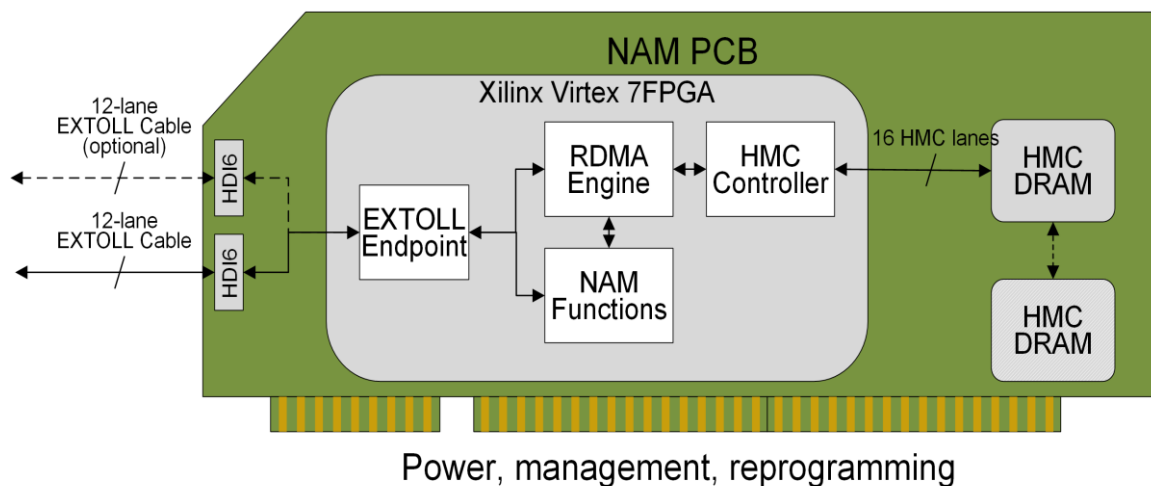 NAM PCB
Xilinx Virtex 7FPGA
12-lane
EXTOLL Cable
(optional)
HDI6
12-lane
EXTOLL Cable
HDI6
EXTOLL
Endpoint
RDMA
Engine
HMC
Controller
NAM
Functions
16 HMC lanes
HMC
DRAM
HMC
DRAM
Power, management, reprogramming